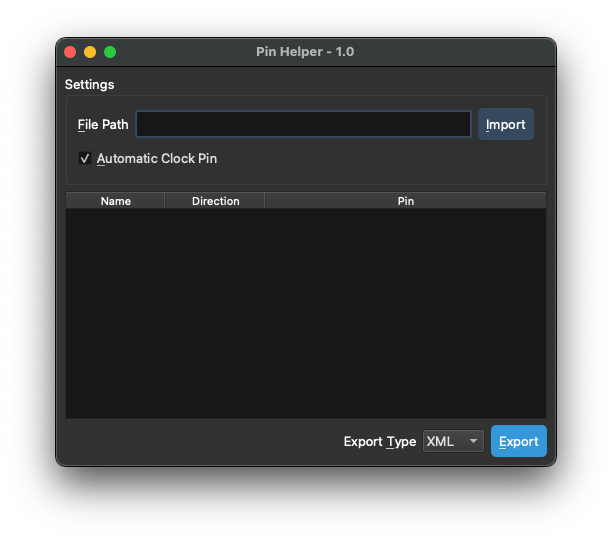 Pin Helper - 1.0
Settings
File Path Import
Automatic Clock Pin
Name Direction Pin
Export Type XML Export